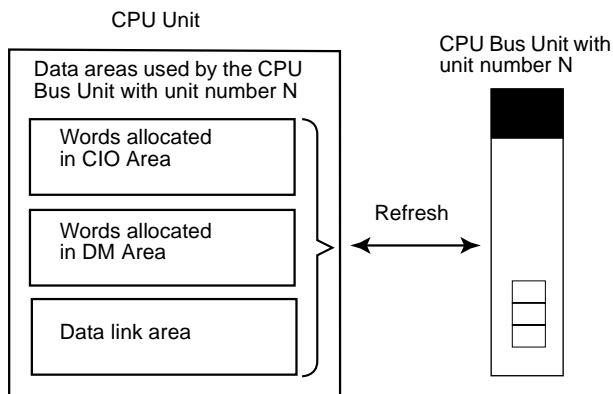 CPU Unit
Data areas used by the CPU
Bus Unit with unit number N
Words allocated
in CIO Area
Words allocated
in DM Area
Data link area
Refresh
CPU Bus Unit with
unit number N